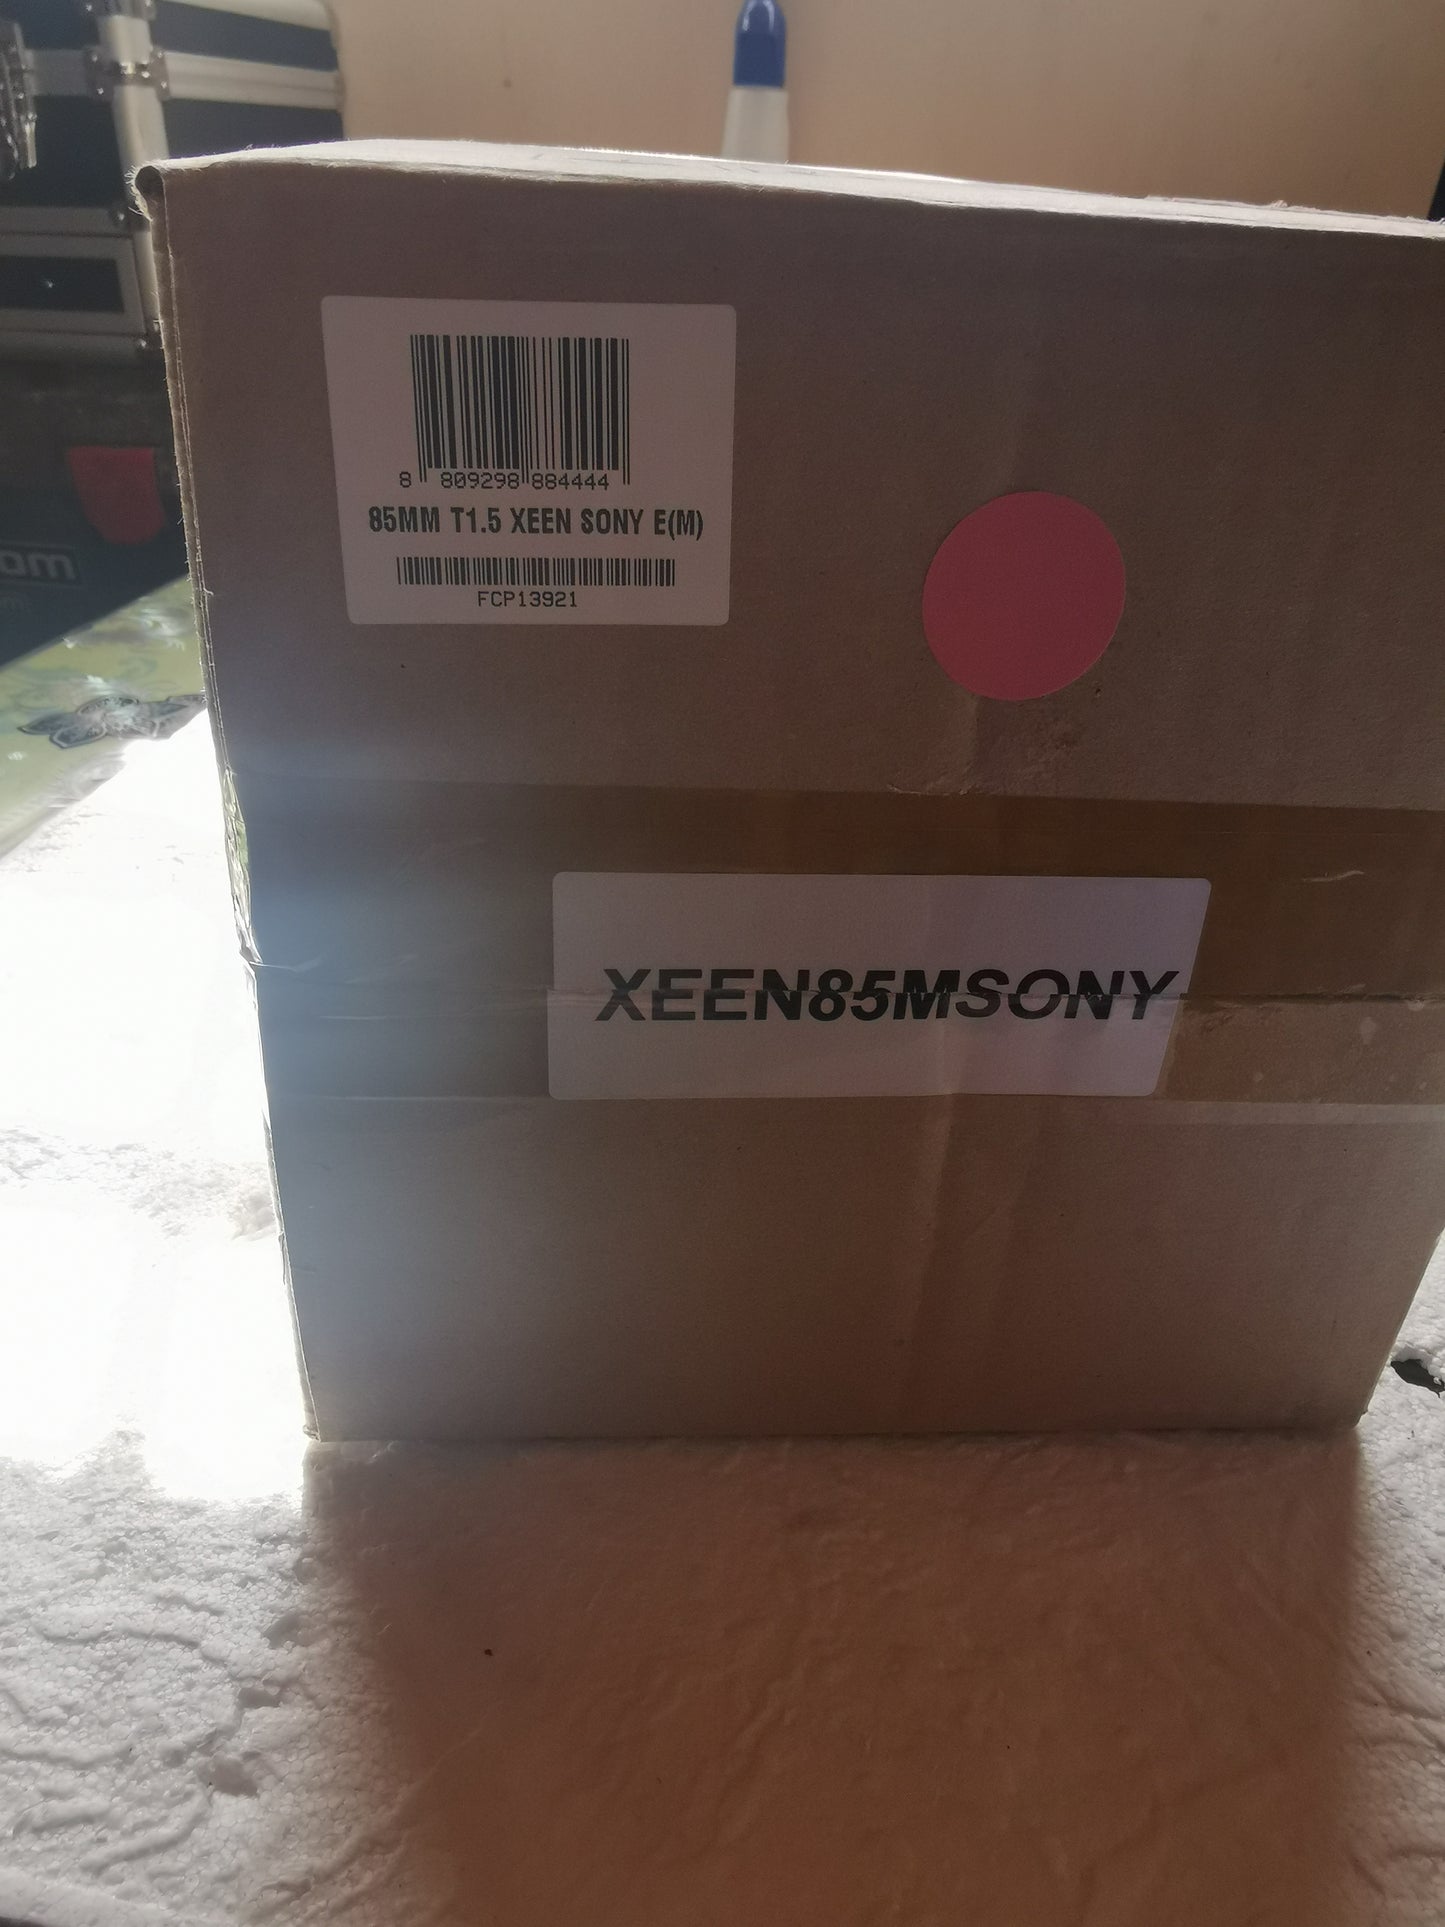 8 809298 884444
85MM T1.5 XEEN SONY E(M)
FCP13921
XEEN85MSONY